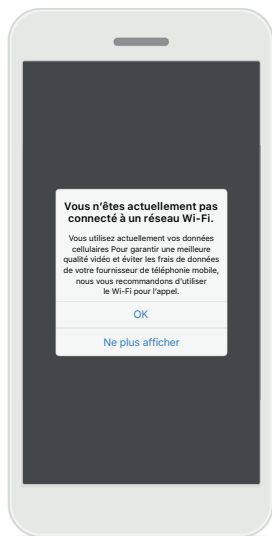 Vous n'êtes actuellement pas
connecté à un réseau Wi-Fi.
Vous utilisez actuellement vos données
cellulaires Pour garantir une meilleure
qualité vidéo et éviter les frais de données
de votre fournisseur de téléphonie mobile,
nous vous recommandons d'utiliser
le Wi-Fi pour l'appel.
OK
Ne plus afficher